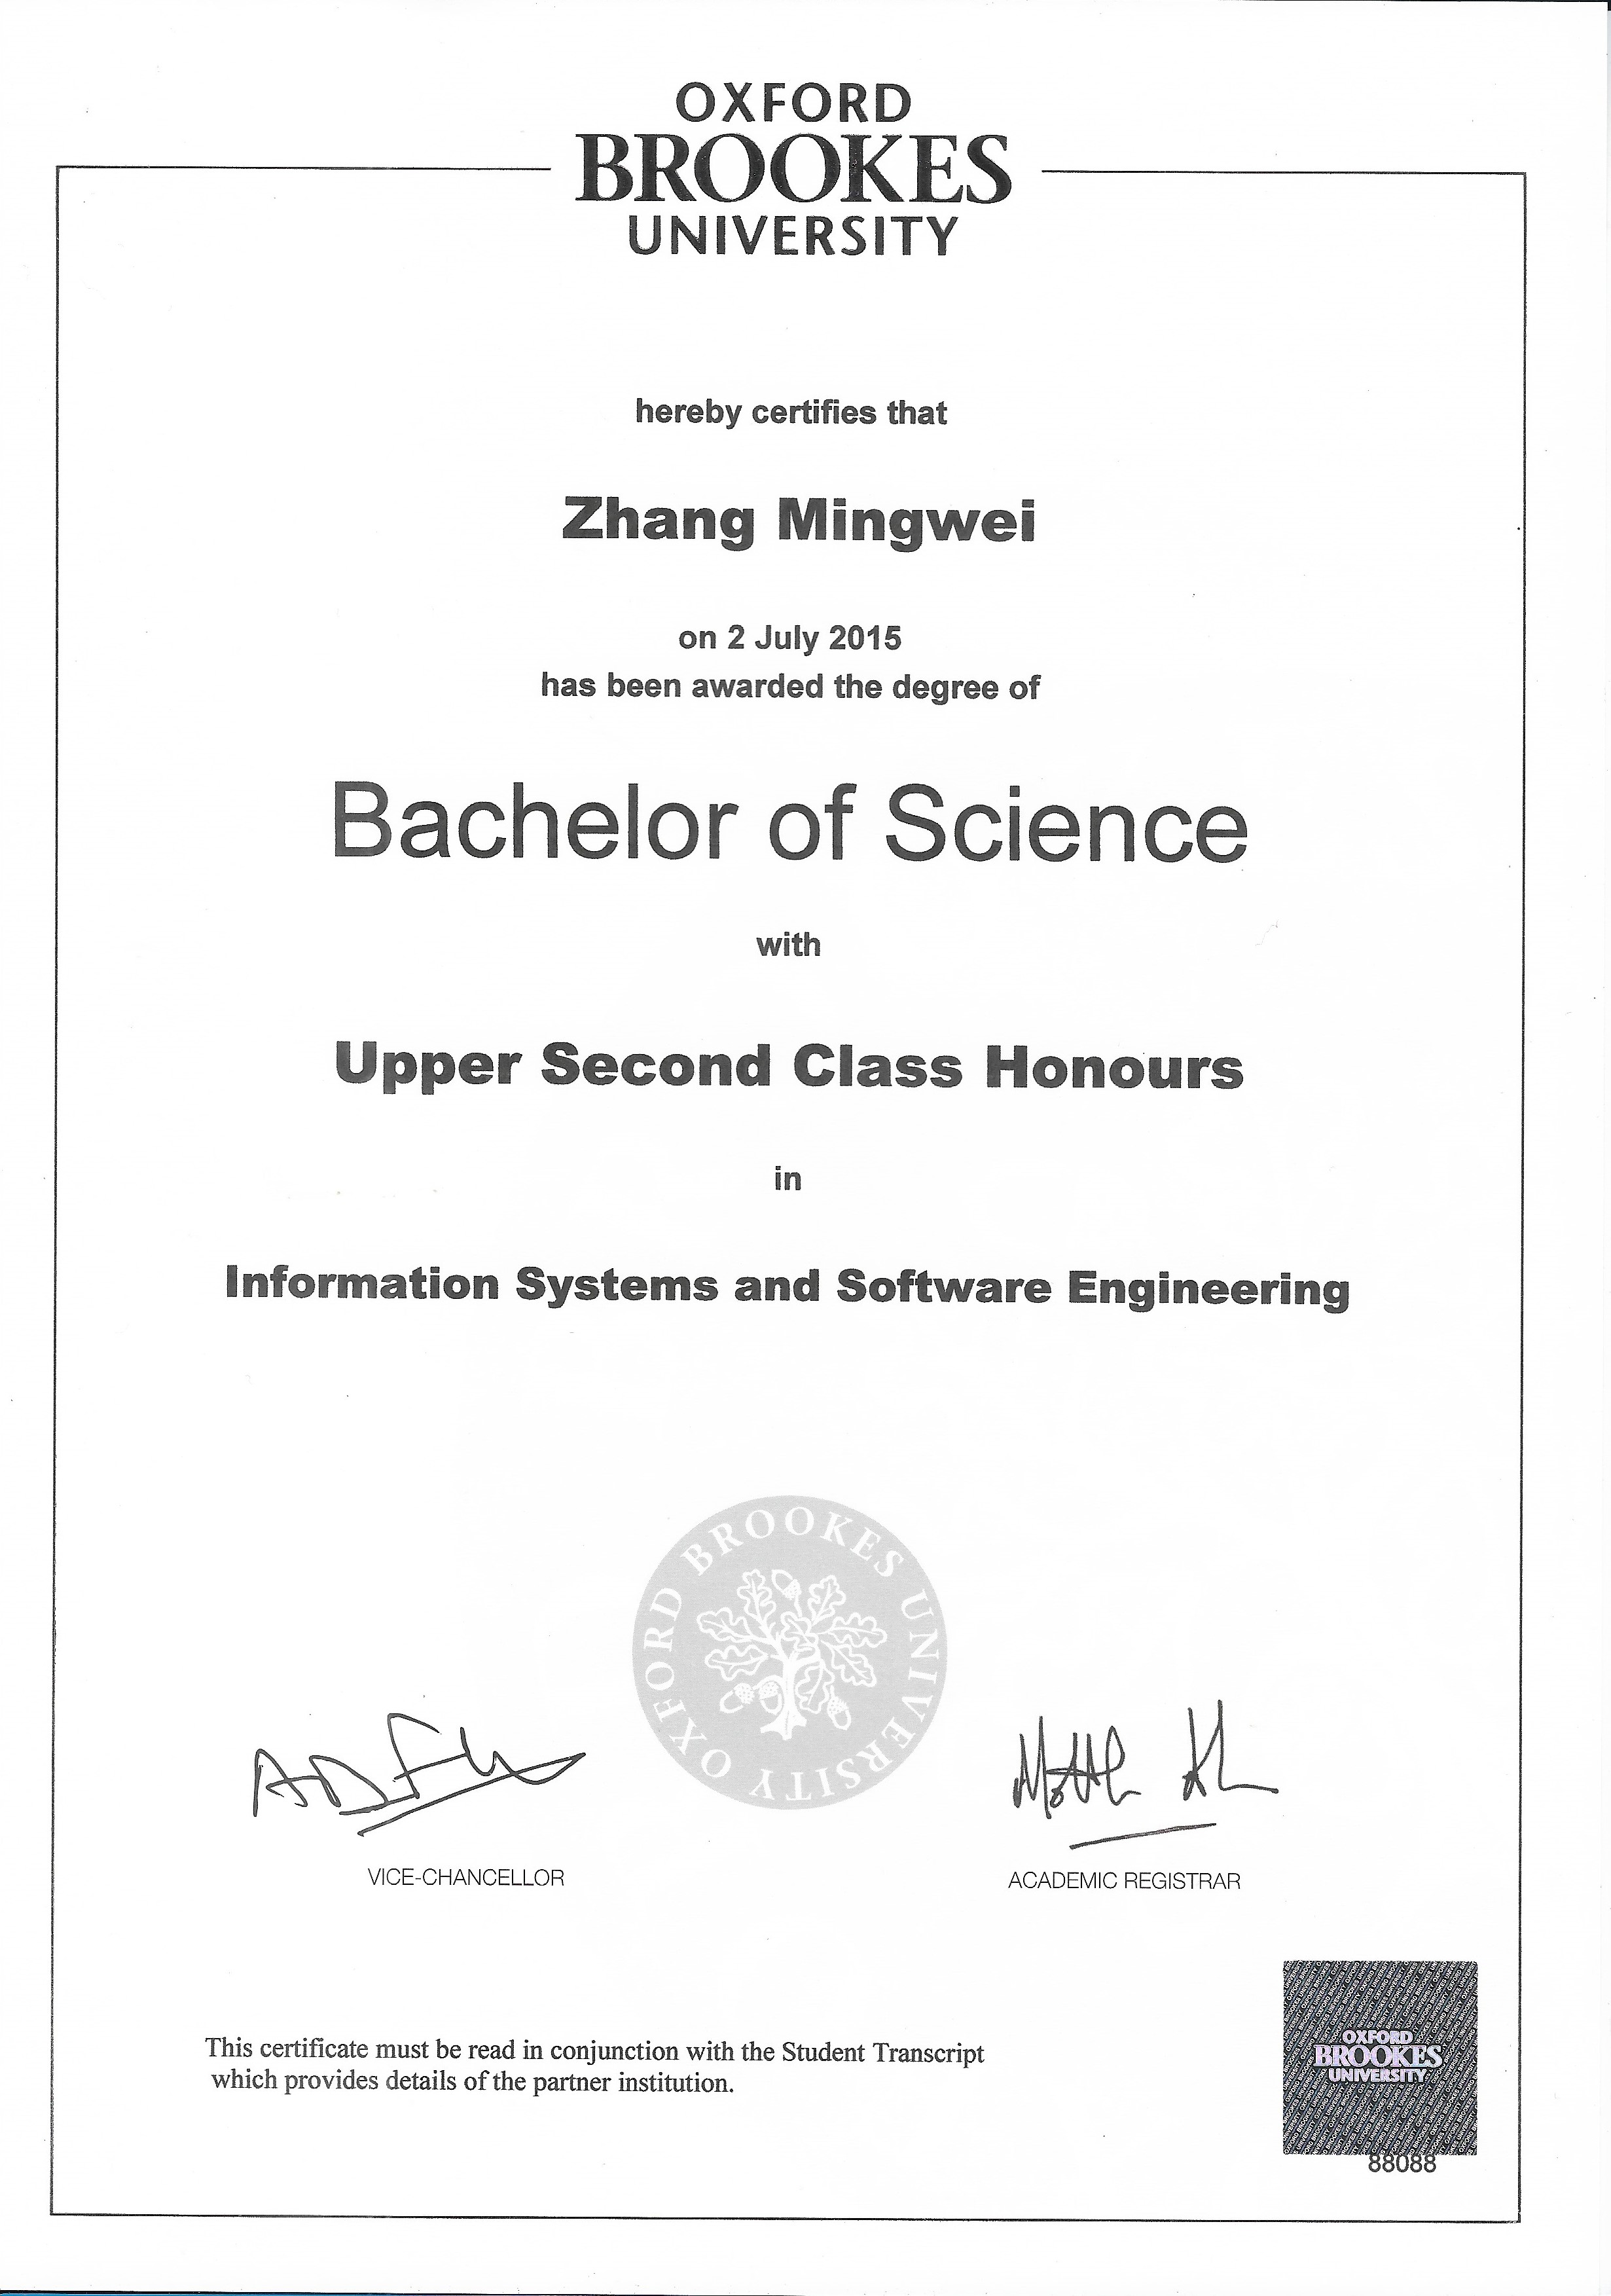 OXFORD
BROOKES
UNIVERSITY
hereby certifies that
Zhang Mingwei
on 2 July 2015
has been awarded the degree of
Bachelor of Science
with
Upper Second Class Honours
in
Information Systems and Software Engineering
OXFORD BROOKES UNIVERSITY
VICE-CHANCELLOR
ACADEMIC REGISTRAR
This certificate must be read in conjunction with the Student Transcript
which provides details of the partner institution.
OXFORD
BROOKES
UNIVERSITY
88088